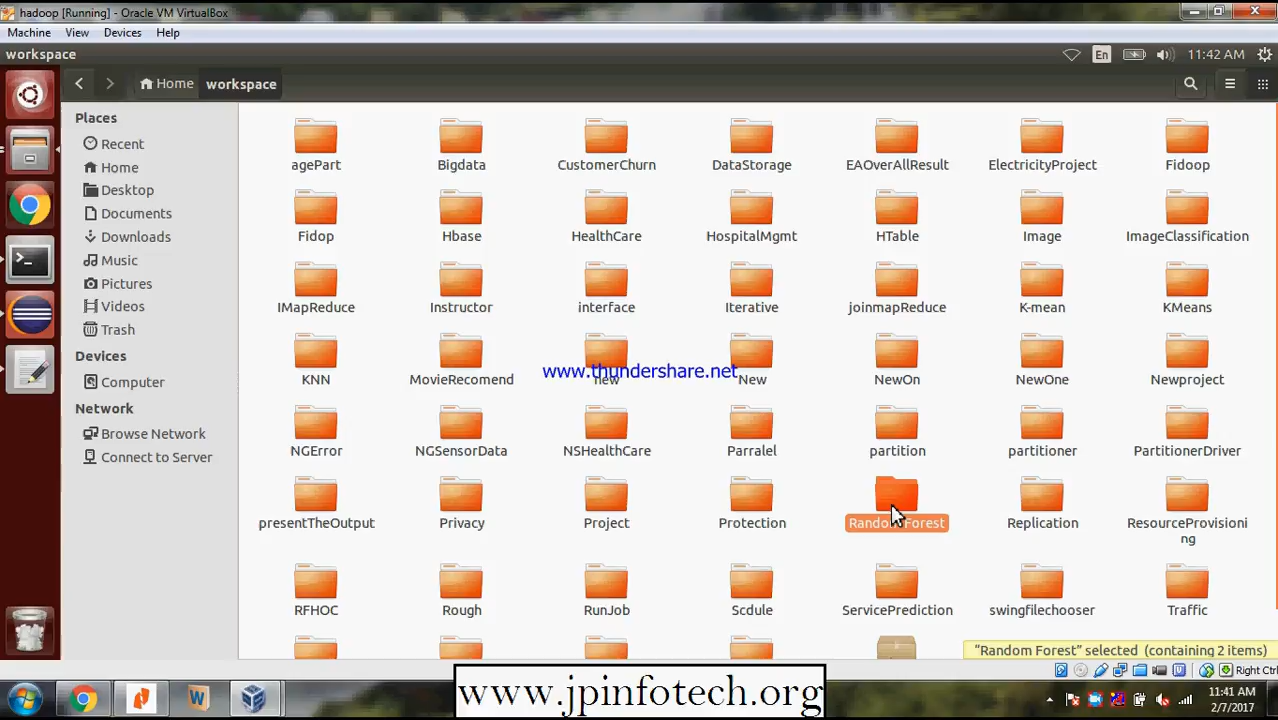 hadoop [Running] - Oracle VM VirtualBox
Machine View Devices Help
workspace En 11:42 AM
Home workspace
Places
Recent
Home
Desktop
Documents
Downloads
Music
Pictures
Videos
Trash
Devices
Computer
Network
Browse Network
Connect to Server
agePart Bigdata CustomerChurn DataStorage EAOverAllResult ElectricityProject Fidoop
Fidop Hbase HealthCare HospitalMgmt HTable Image ImageClassification
IMapReduce Instructor interface Iterative joinmapReduce K-mean KMeans
KNN MovieRecomend new New NewOn NewOne Newproject
www.thundershare.net
NGError NGSensorData NSHealthCare Parralel partition partitioner PartitionerDriver
presentTheOutput Privacy Project Protection Random Forest Replication ResourceProvisioni
ng
RFHOC Rough RunJob Scdule ServicePrediction swingfilechooser Traffic
“Random Forest” selected (containing 2 items)
Right Ctrl
www.jpinfotech.org
11:41 AM
2/7/2017